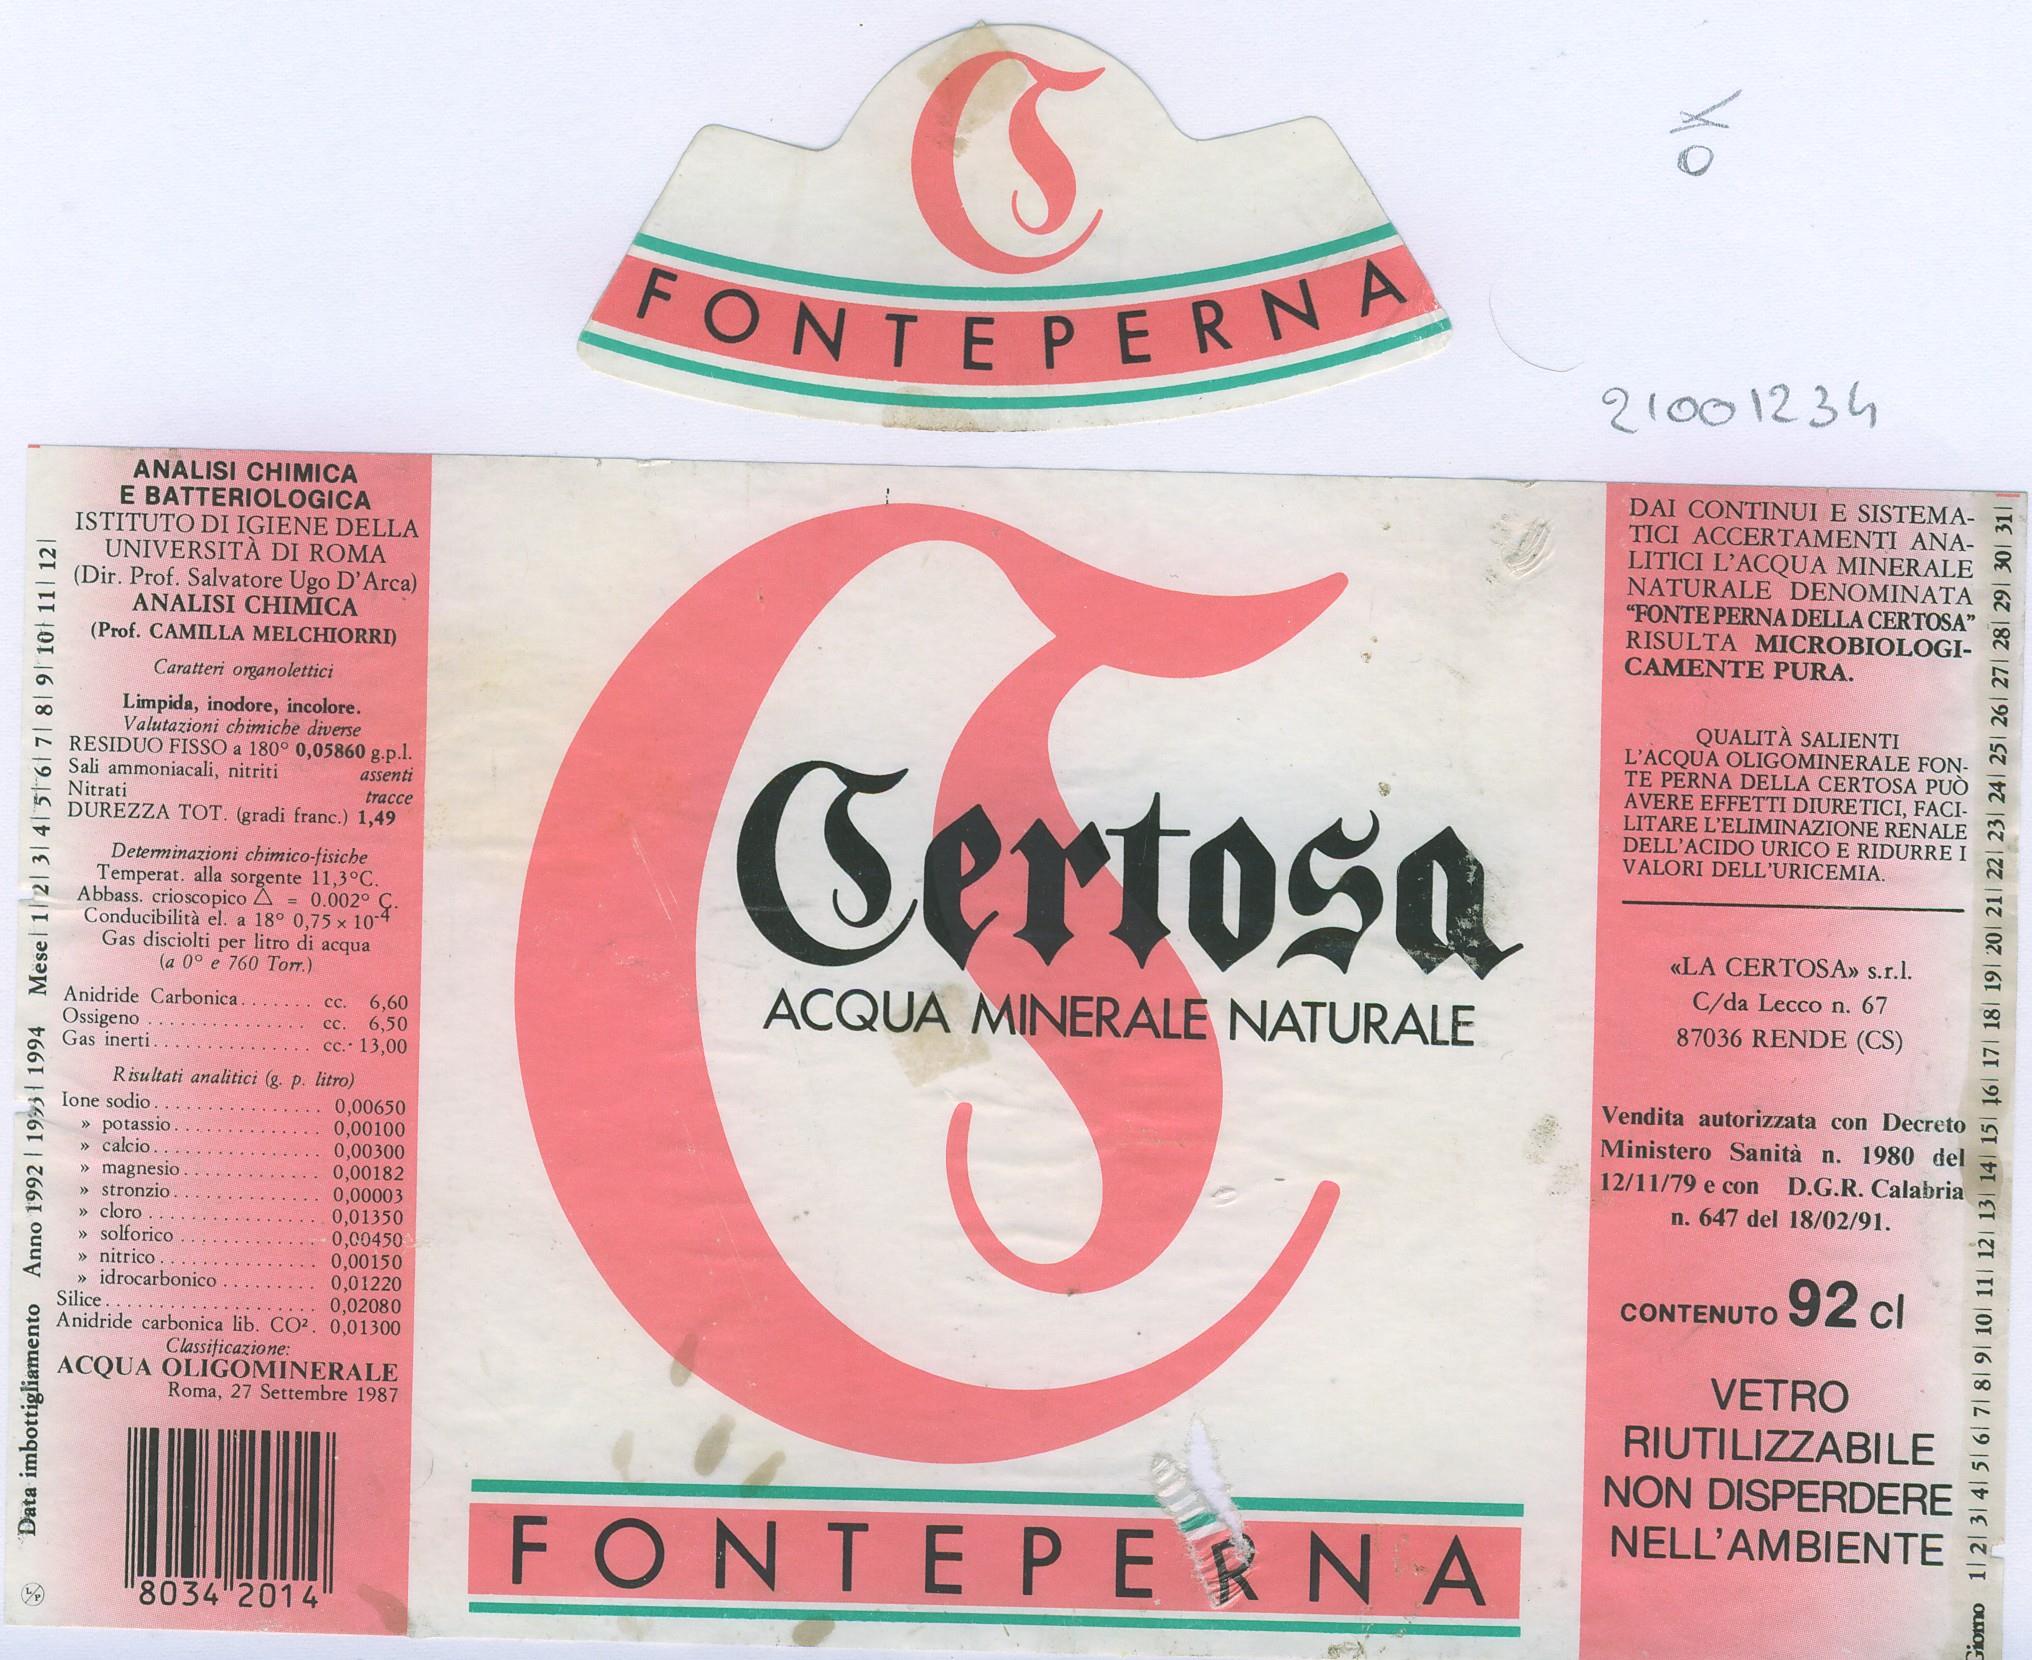 FONTEPERNA
OK
21001234
ANALISI CHIMICA
E BATTERIOLOGICA
ISTITUTO DI IGIENE DELLA
UNIVERSITÀ DI ROMA
(Dir. Prof. Salvatore Ugo D'Arca)
ANALISI CHIMICA
(Prof. CAMILLA MELCHIORRI)
Caratteri organolettici
Limpida, inodore, incolore.
Valutazioni chimiche diverse
RESIDUO FISSO a 180° 0,05860 g.p.l.
Sali ammoniacali, nitriti assenti
Nitrati tracce
DUREZZA TOT. (gradi franc.) 1,49
Determinazioni chimico-fisiche
Temperat. alla sorgente 11,3°C.
Abbass. crioscopico △ = 0.002° C.
Conducibilità el. a 18° 0,75 x 10-4
Gas disciolti per litro di acqua
(a 0° e 760 Torr.)
Anidride Carbonica....... cc. 6,60
Ossigeno ............... cc. 6,50
Gas inerti............... cc. 13,00
Risultati analitici (g. p. litro)
Ione sodio............... 0,00650
» potassio............. 0,00100
» calcio............... 0,00300
» magnesio............. 0,00182
» stronzio............. 0,00003
» cloro ............... 0,01350
» solforico ............ 0,00450
» nitrico............... 0,00150
» idrocarbonico ......... 0,01220
Silice.................... 0,02080
Anidride carbonica lib. CO². 0,01300
Classificazione:
ACQUA OLIGOMINERALE
Roma, 27 Settembre 1987
8034 2014
Data imbottigliamento Anno 1992 | 1993 | 1994 Mese | 1 | 2 | 3 | 4 | 5 | 6 | 7 | 8 | 9 | 10 | 11 | 12 |
L/P
Certosa
ACQUA MINERALE NATURALE
FONTEPERNA
DAI CONTINUI E SISTEMA-
TICI ACCERTAMENTI ANA-
LITICI L'ACQUA MINERALE
NATURALE DENOMINATA
“FONTE PERNA DELLA CERTOSA”
RISULTA MICROBIOLOGI-
CAMENTE PURA.
QUALITÀ SALIENTI
L'ACQUA OLIGOMINERALE FON-
TE PERNA DELLA CERTOSA PUÒ
AVERE EFFETTI DIURETICI, FACI-
LITARE L'ELIMINAZIONE RENALE
DELL'ACIDO URICO E RIDURRE I
VALORI DELL'URICEMIA.
«LA CERTOSA» s.r.l.
C/da Lecco n. 67
87036 RENDE (CS)
Vendita autorizzata con Decreto
Ministero Sanità n. 1980 del
12/11/79 e con D.G.R. Calabria
n. 647 del 18/02/91.
CONTENUTO 92 cl
VETRO
RIUTILIZZABILE
NON DISPERDERE
NELL'AMBIENTE
Giorno 1 | 2 | 3 | 4 | 5 | 6 | 7 | 8 | 9 | 10 | 11 | 12 | 13 | 14 | 15 | 16 | 17 | 18 | 19 | 20 | 21 | 22 | 23 | 24 | 25 | 26 | 27 | 28 | 29 | 30 | 31 |